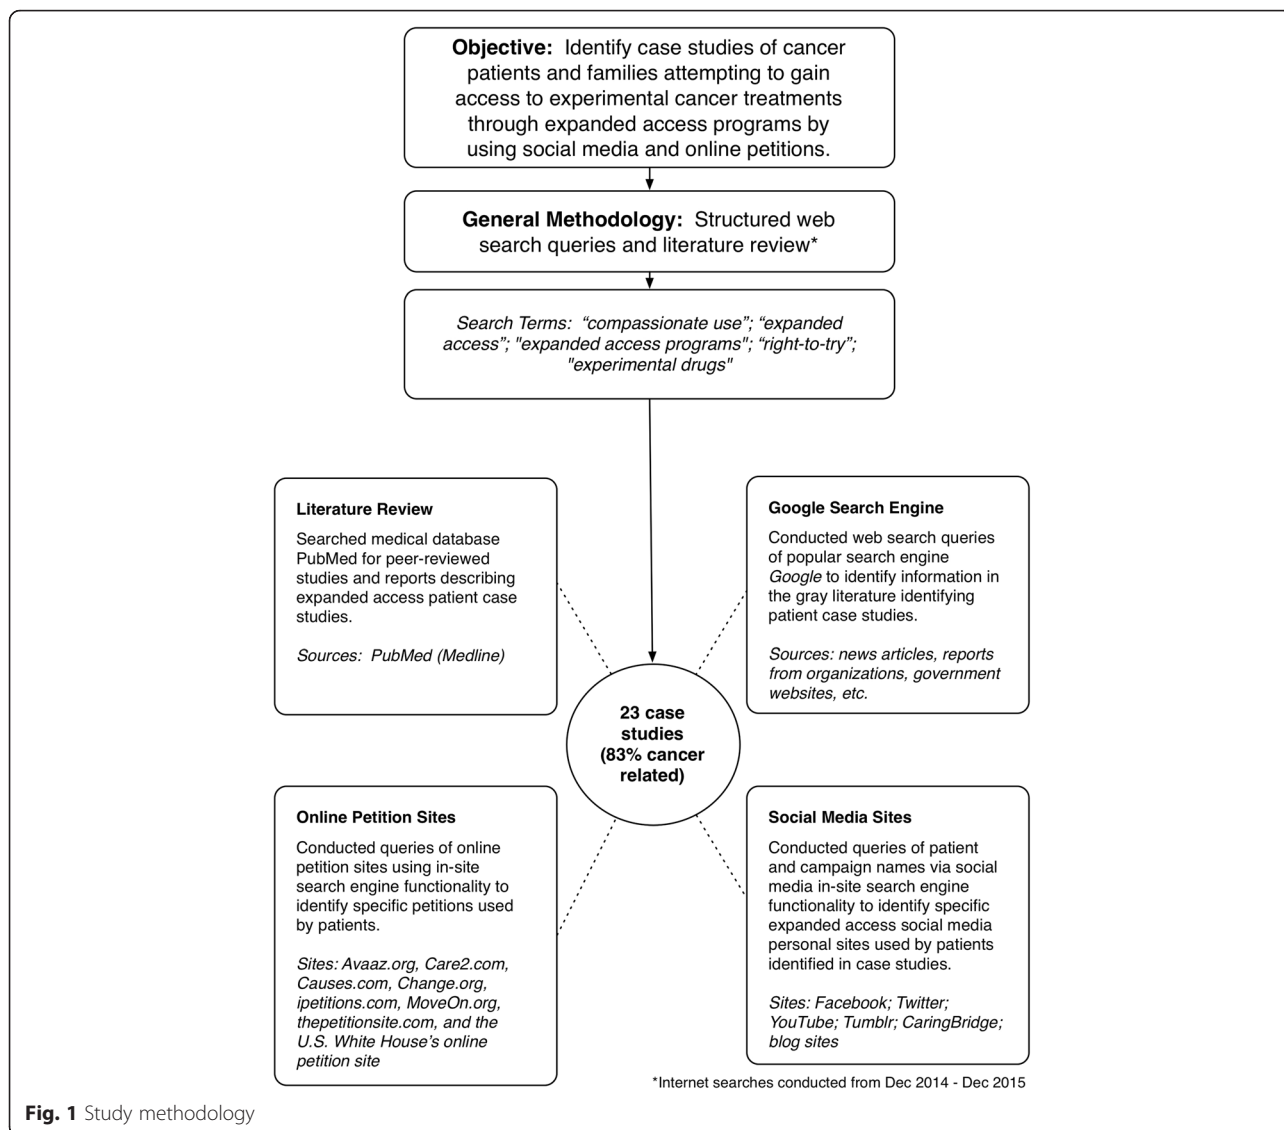 Objective: Identify case studies of cancer
patients and families attempting to gain
access to experimental cancer treatments
through expanded access programs by
using social media and online petitions.
General Methodology: Structured web
search queries and literature review*
Search Terms: “compassionate use”; “expanded
access”; "expanded access programs"; “right-to-try”;
"experimental drugs"
Literature Review
Searched medical database
PubMed for peer-reviewed
studies and reports describing
expanded access patient case
studies.
Sources: PubMed (Medline)
Google Search Engine
Conducted web search queries
of popular search engine
Google to identify information in
the gray literature identifying
patient case studies.
Sources: news articles, reports
from organizations, government
websites, etc.
23 case
studies
(83% cancer
related)
Online Petition Sites
Conducted queries of online
petition sites using in-site
search engine functionality to
identify specific petitions used
by patients.
Sites: Avaaz.org, Care2.com,
Causes.com, Change.org,
ipetitions.com, MoveOn.org,
thepetitionsite.com, and the
U.S. White House’s online
petition site
Social Media Sites
Conducted queries of patient
and campaign names via social
media in-site search engine
functionality to identify specific
expanded access social media
personal sites used by patients
identified in case studies.
Sites: Facebook; Twitter;
YouTube; Tumblr; CaringBridge;
blog sites
*Internet searches conducted from Dec 2014 - Dec 2015
Fig. 1 Study methodology